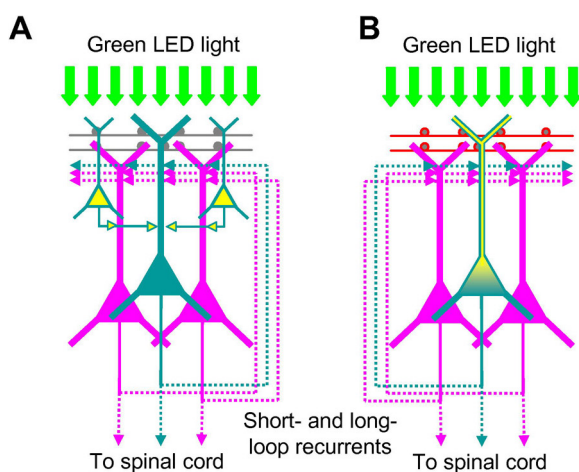 A
B
Green LED light
Green LED light
Short- and long-
loop recurrents
To spinal cord
To spinal cord